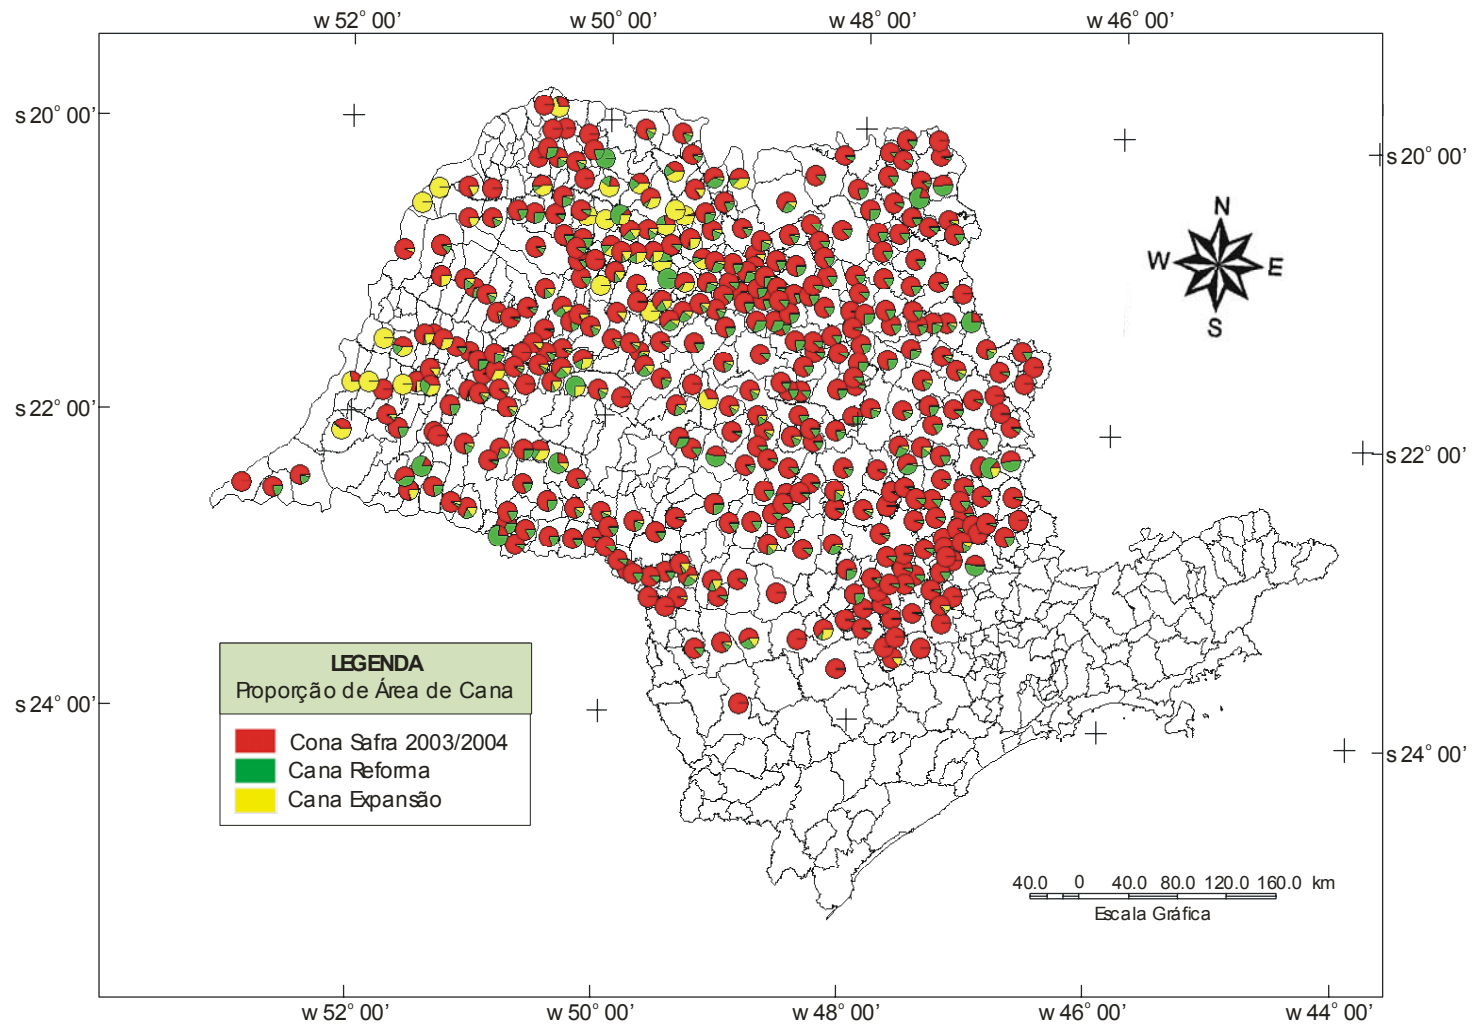 w 52° 00’ w 50° 00’ w 48° 00’ w 46° 00’
s 20° 00’
s 20° 00’
N
W E
S
s 22° 00’
s 22° 00’
LEGENDA
Proporção de Área de Cana
s 24° 00’
Cona Safra 2003/2004
s 24° 00’
Cana Reforma
Cana Expansão
40.0 0 40.0 80.0 120.0 160.0 km
Escala Gráfica
w 52° 00’ w 50° 00’ w 48° 00’ w 46° 00’ w 44° 00’